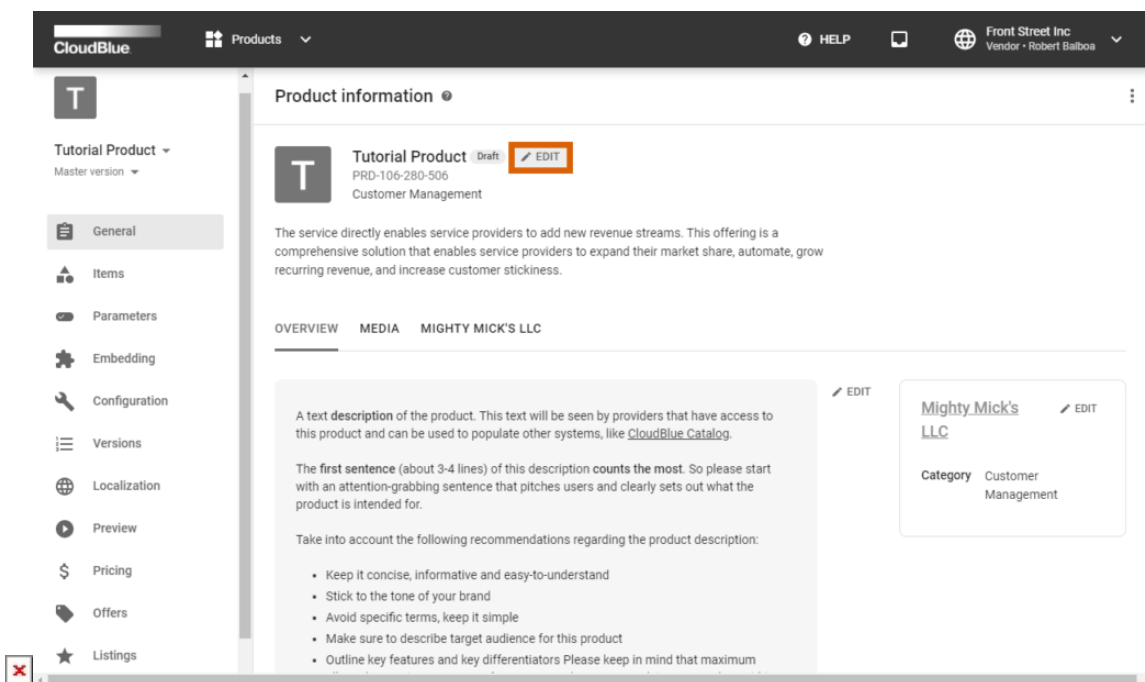 CloudBlue
Products
HELP
Front Street Inc
Vendor • Robert Balboa
T
Tutorial Product
Master version
General
Items
Parameters
Embedding
Configuration
Versions
Localization
Preview
Pricing
Offers
Listings
Product information
T
Tutorial Product Draft EDIT
PRD-106-280-506
Customer Management
The service directly enables service providers to add new revenue streams. This offering is a
comprehensive solution that enables service providers to expand their market share, automate, grow
recurring revenue, and increase customer stickiness.
OVERVIEW MEDIA MIGHTY MICK'S LLC
EDIT
A text description of the product. This text will be seen by providers that have access to
this product and can be used to populate other systems, like CloudBlue Catalog.
The first sentence (about 3-4 lines) of this description counts the most. So please start
with an attention-grabbing sentence that pitches users and clearly sets out what the
product is intended for.
Take into account the following recommendations regarding the product description:
• Keep it concise, informative and easy-to-understand
• Stick to the tone of your brand
• Avoid specific terms, keep it simple
• Make sure to describe target audience for this product
• Outline key features and key differentiators Please keep in mind that maximum
Mighty Mick's EDIT
LLC
Category Customer
Management